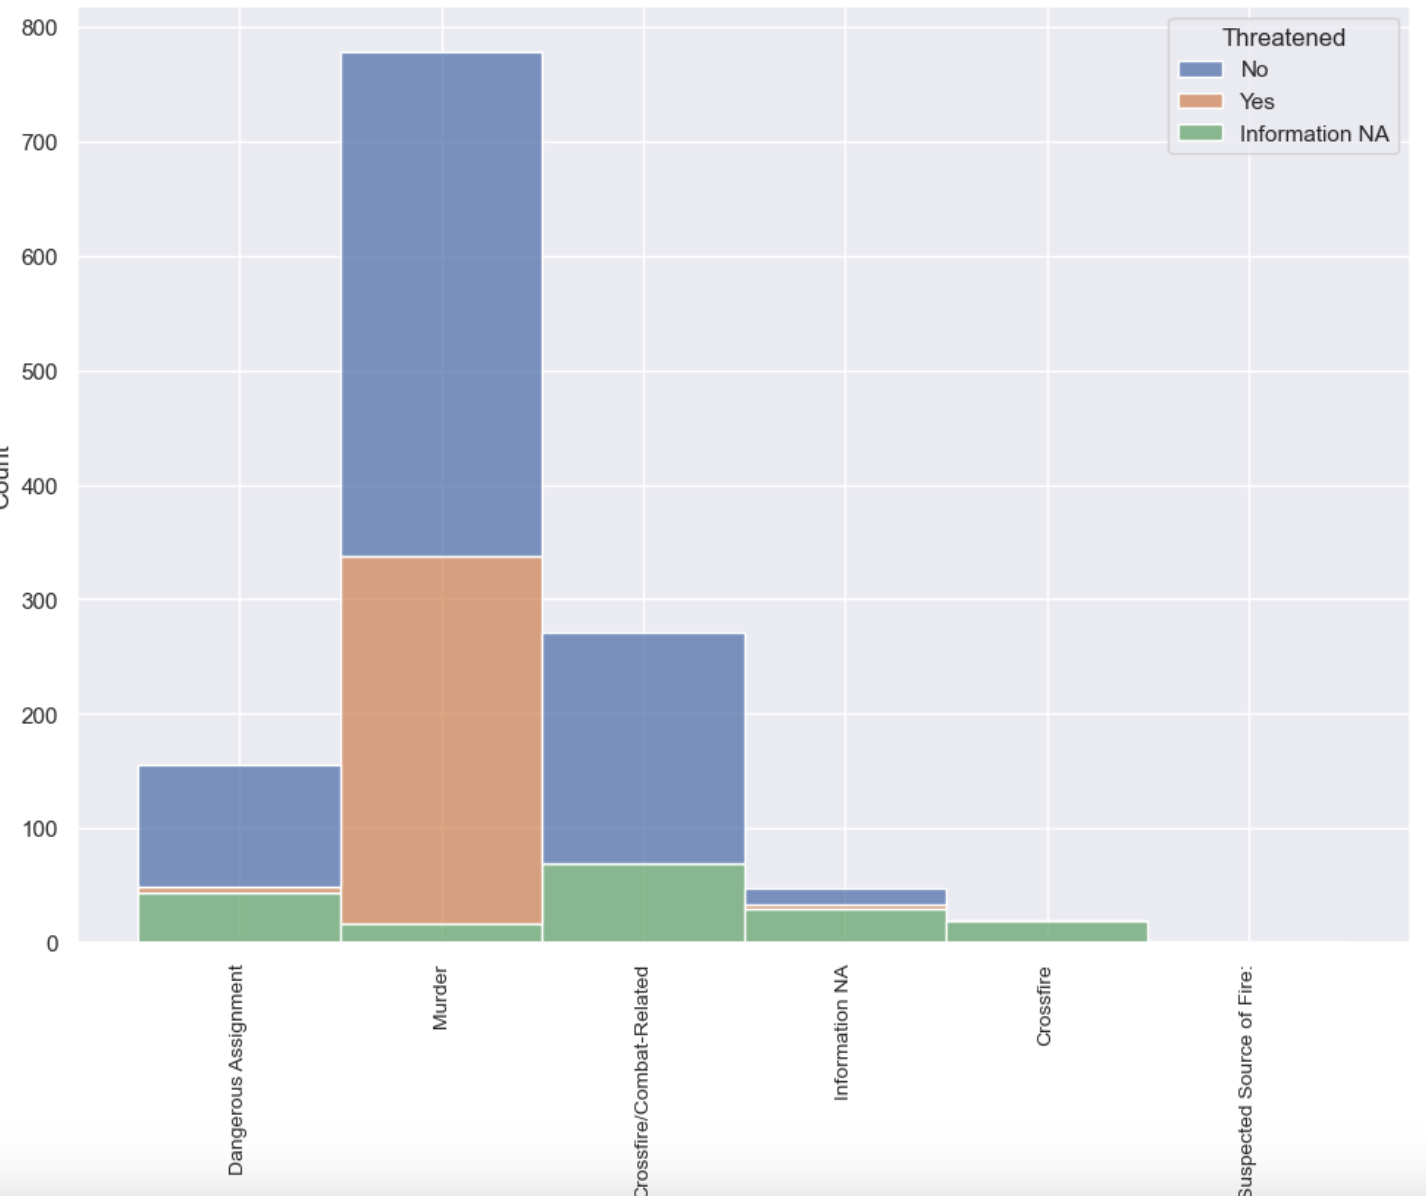 800
700
600
500
400
300
200
100
0
Count
Threatened
No
Yes
Information NA
Dangerous Assignment
Murder
Crossfire/Combat-Related
Information NA
Crossfire
Suspected Source of Fire: